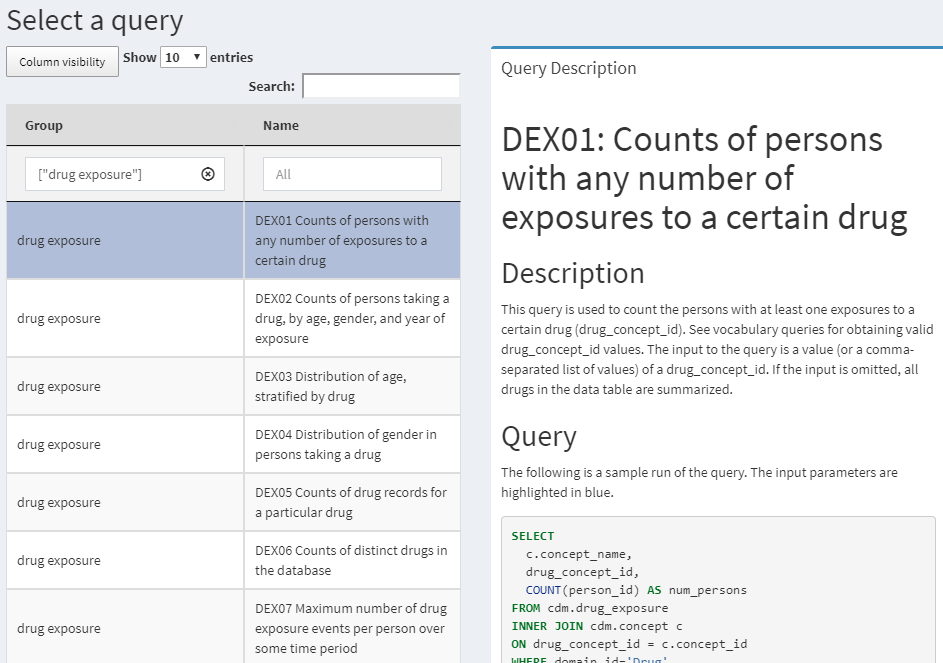 Select a query
Column visibility
Show 10 entries
Search:
Group Name
["drug exposure"] All
drug exposure
DEX01 Counts of persons with
any number of exposures to a
certain drug
drug exposure
DEX02 Counts of persons taking a
drug, by age, gender, and year of
exposure
drug exposure
DEX03 Distribution of age,
stratified by drug
drug exposure
DEX04 Distribution of gender in
persons taking a drug
drug exposure
DEX05 Counts of drug records for
a particular drug
drug exposure
DEX06 Counts of distinct drugs in
the database
drug exposure
DEX07 Maximum number of drug
exposure events per person over
some time period
Query Description
DEX01: Counts of persons
with any number of
exposures to a certain drug
Description
This query is used to count the persons with at least one exposures to a
certain drug (drug_concept_id). See vocabulary queries for obtaining valid
drug_concept_id values. The input to the query is a value (or a comma-
separated list of values) of a drug_concept_id. If the input is omitted, all
drugs in the data table are summarized.
Query
The following is a sample run of the query. The input parameters are
highlighted in blue.
SELECT
c.concept_name,
drug_concept_id,
COUNT(person_id) AS num_persons
FROM cdm.drug_exposure
INNER JOIN cdm.concept c
ON drug_concept_id = c.concept_id
WHERE domain_id='Drug'